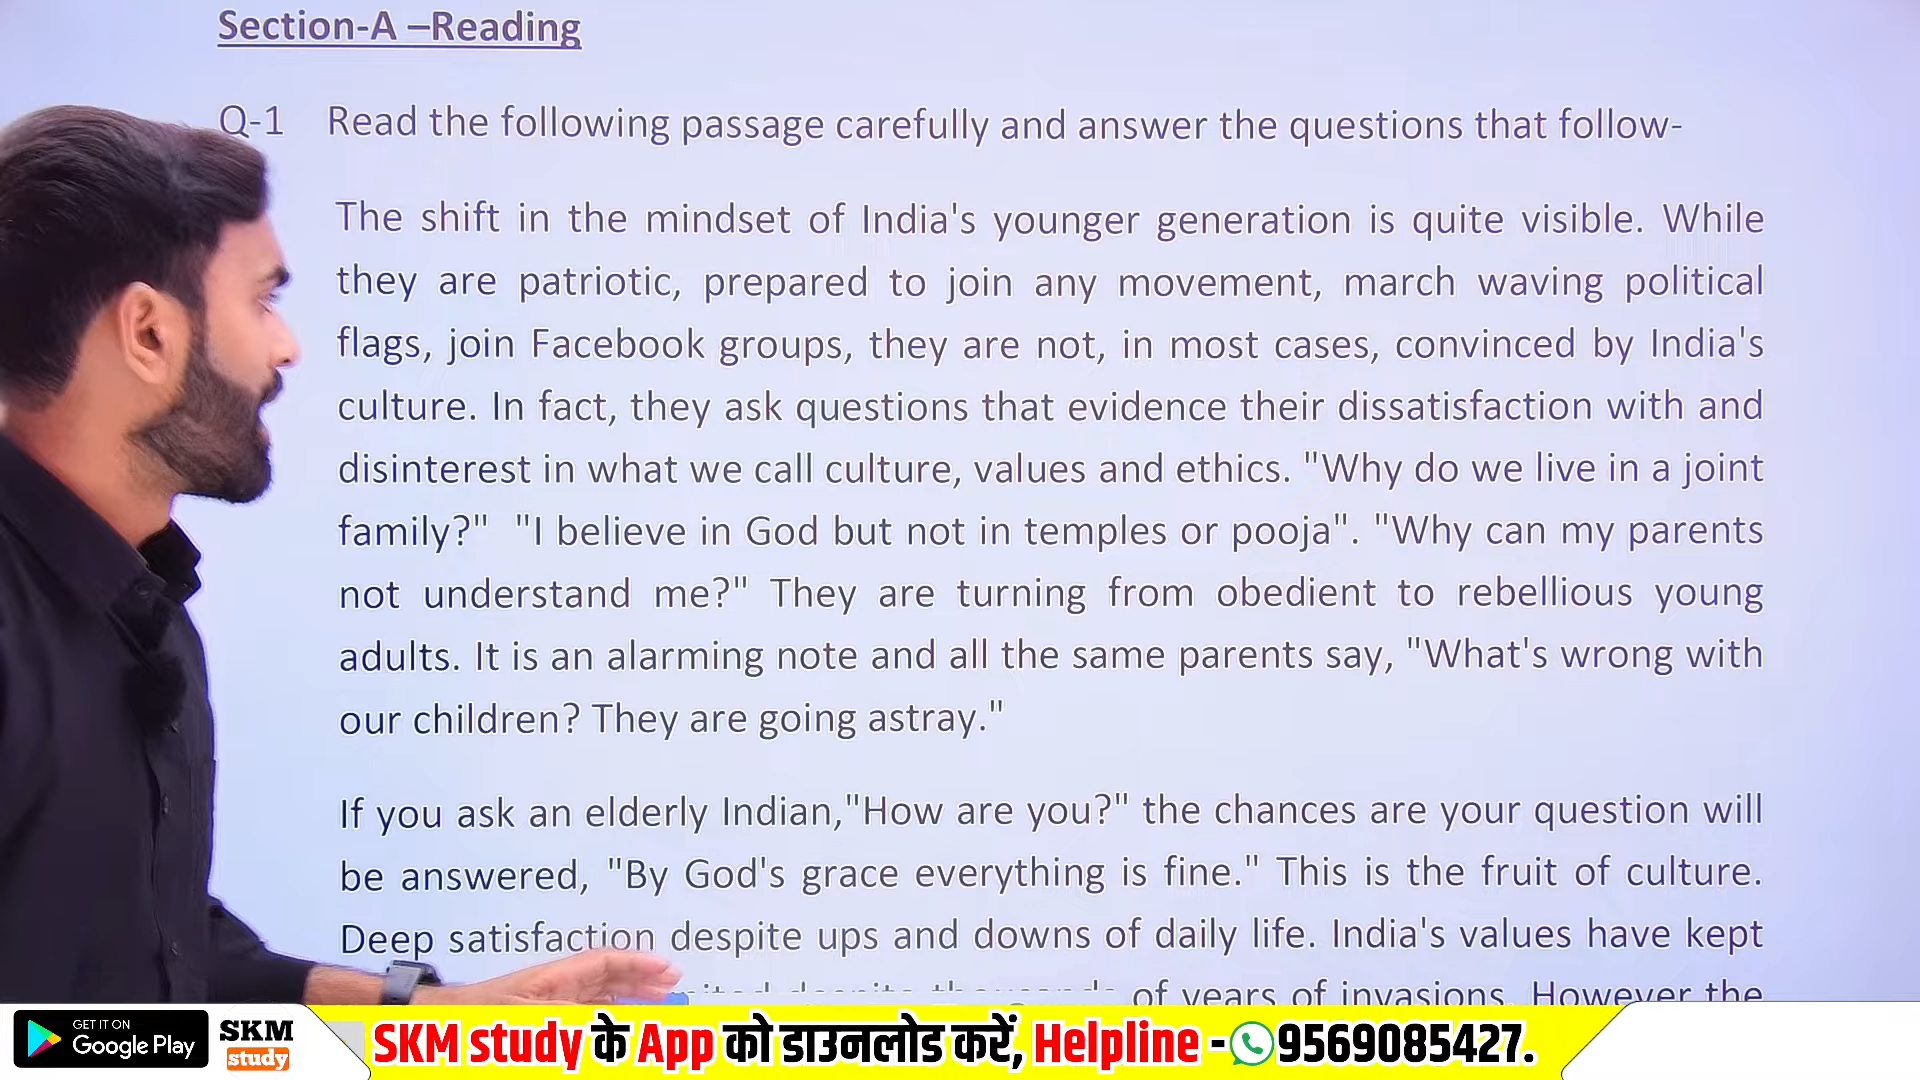 Section-A –Reading
Q-1 Read the following passage carefully and answer the questions that follow-
The shift in the mindset of India's younger generation is quite visible. While
they are patriotic, prepared to join any movement, march waving political
flags, join Facebook groups, they are not, in most cases, convinced by India's
culture. In fact, they ask questions that evidence their dissatisfaction with and
disinterest in what we call culture, values and ethics. "Why do we live in a joint
family?" "I believe in God but not in temples or pooja". "Why can my parents
not understand me?" They are turning from obedient to rebellious young
adults. It is an alarming note and all the same parents say, "What's wrong with
our children? They are going astray."
If you ask an elderly Indian,"How are you?" the chances are your question will
be answered, "By God's grace everything is fine." This is the fruit of culture.
Deep satisfaction despite ups and downs of daily life. India's values have kept
despite thousands of years of invasions. However the
GET IT ON
Google Play
SKM
study
SKM study के App को डाउनलोड करें, Helpline - 9569085427.